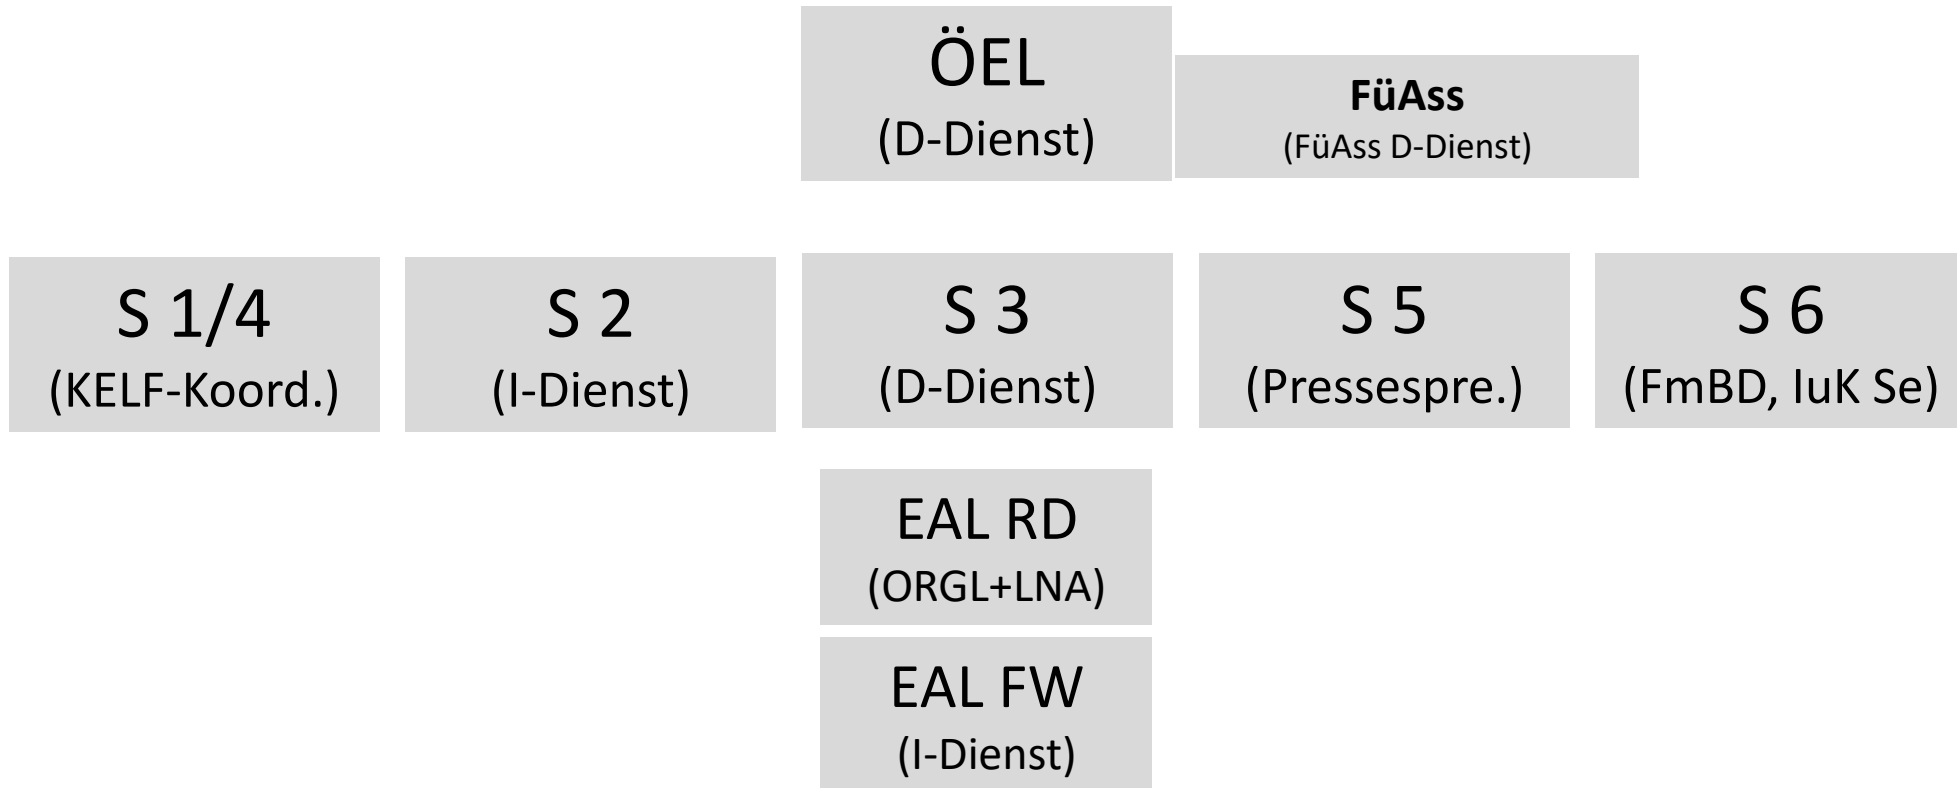 ÖEL
(D-Dienst)
FüAss
(FüAss D-Dienst)
S 1/4
(KELF-Koord.)
S 2
(I-Dienst)
S 3
(D-Dienst)
S 5
(Pressespre.)
S 6
(FmBD, IuK Se)
EAL RD
(ORGL+LNA)
EAL FW
(I-Dienst)